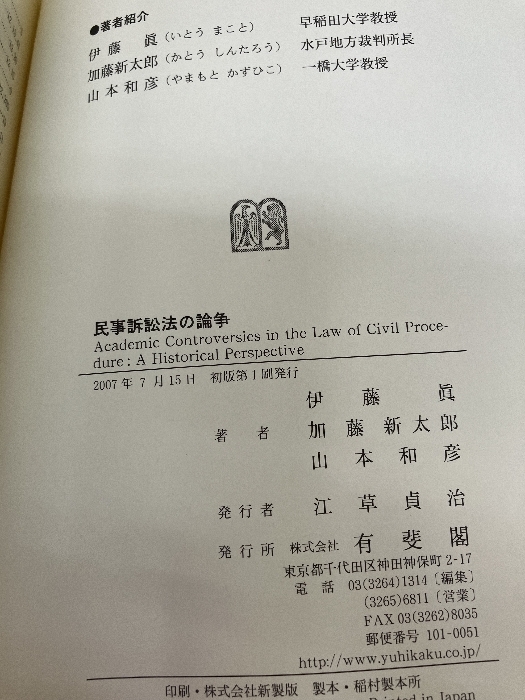 ●著者紹介
伊藤 眞（いとう まこと） 早稲田大学教授
加藤新太郎（かとう しんたろう） 水戸地方裁判所長
山本和彦（やまもと かずひこ） 一橋大学教授
民事訴訟法の論争
Academic Controversies in the Law of Civil Proce-
dure: A Historical Perspective
2007年7月15日 初版第1刷発行
著者 伊藤 眞
加藤新太郎
山本和彦
発行者 江草貞治
発行所 株式会社 有斐閣
東京都千代田区神田神保町2-17
電話 03(3264)1314〔編集〕
(3265)6811〔営業〕
FAX 03(3262)8035
郵便番号 101-0051
http://www.yuhikaku.co.jp/
印刷・株式会社新製版 製本・稲村製本所
Printed in Japan